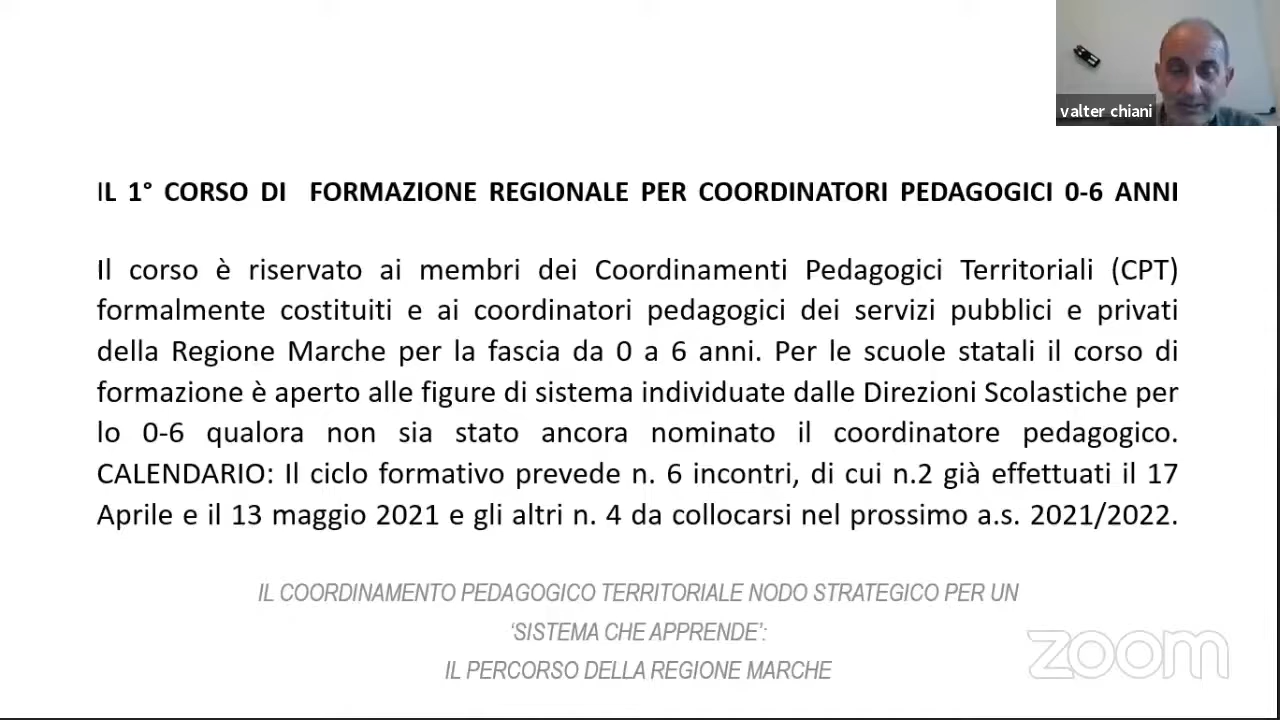 valter chiani
IL 1° CORSO DI FORMAZIONE REGIONALE PER COORDINATORI PEDAGOGICI 0-6 ANNI
Il corso è riservato ai membri dei Coordinamenti Pedagogici Territoriali (CPT)
formalmente costituiti e ai coordinatori pedagogici dei servizi pubblici e privati
della Regione Marche per la fascia da 0 a 6 anni. Per le scuole statali il corso di
formazione è aperto alle figure di sistema individuate dalle Direzioni Scolastiche per
lo 0-6 qualora non sia stato ancora nominato il coordinatore pedagogico.
CALENDARIO: Il ciclo formativo prevede n. 6 incontri, di cui n.2 già effettuati il 17
Aprile e il 13 maggio 2021 e gli altri n. 4 da collocarsi nel prossimo a.s. 2021/2022.
IL COORDINAMENTO PEDAGOGICO TERRITORIALE NODO STRATEGICO PER UN
‘SISTEMA CHE APPRENDE’:
IL PERCORSO DELLA REGIONE MARCHE
zoom